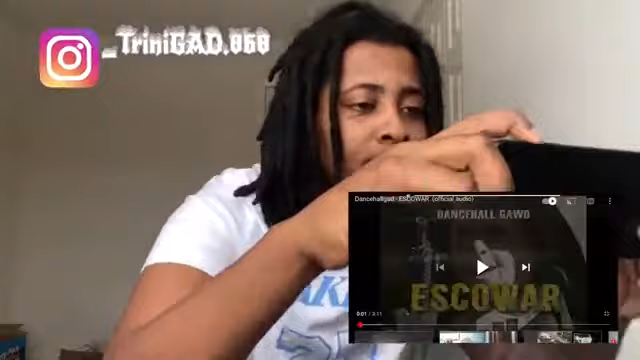 _TriniGAD.868
Dancehallgad - ESCOWAR (official audio)
DANCEHALL GAWD
ESCOWAR
0:01 / 3:11